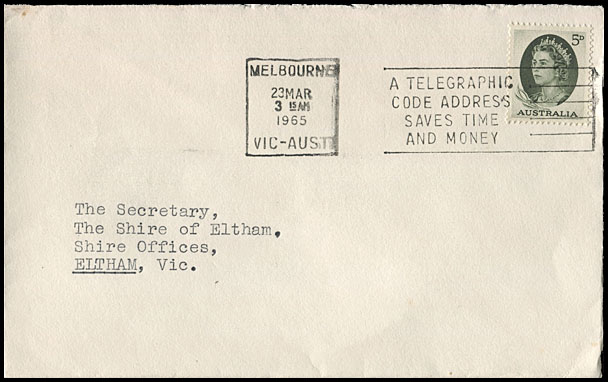 MELBOURNE
23MAR
3 15AM
1965
VIC-AUST
A TELEGRAPHIC
CODE ADDRESS
SAVES TIME
AND MONEY
5D
AUSTRALIA
The Secretary,
The Shire of Eltham,
Shire Offices,
ELTHAM, Vic.